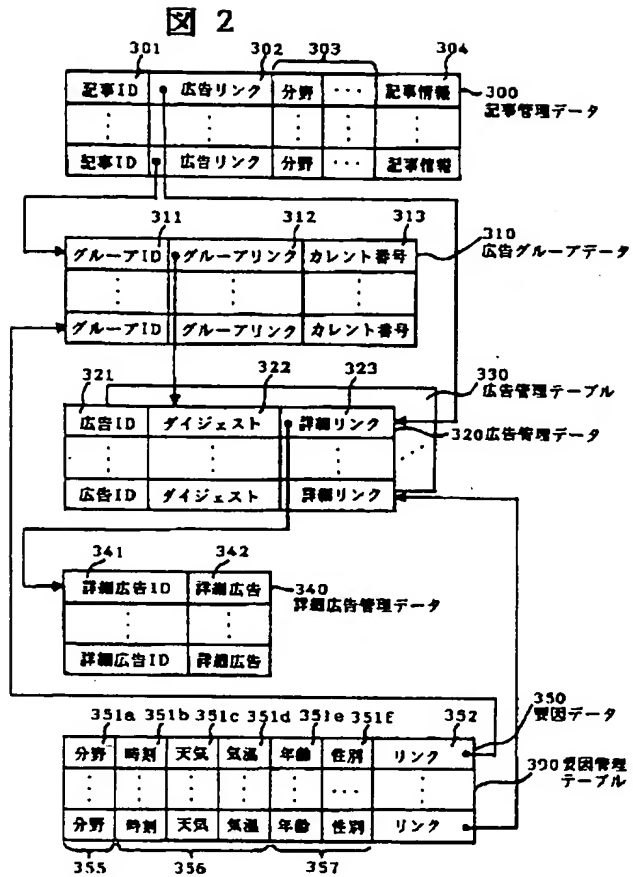 図 2
301 302 303 304
記事ID 広告リンク 分野 ··· 記事情報
300
記事管理データ
記事ID 広告リンク 分野 ··· 記事情報
311 312 313
グループID グループリンク カレント番号
310
広告グループデータ
グループID グループリンク カレント番号
321 322 323 330
広告管理テーブル
広告ID ダイジェスト 詳細リンク
320広告管理データ
広告ID ダイジェスト 詳細リンク
341 342
詳細広告ID 詳細広告
340
詳細広告管理データ
詳細広告ID 詳細広告
351a 351b 351c 351d 351e 351f 352
350
要因データ
分野 時刻 天気 気温 年齢 性別 リンク
390要因管理
テーブル
分野 時刻 天気 気温 年齢 性別 リンク
355 356 357